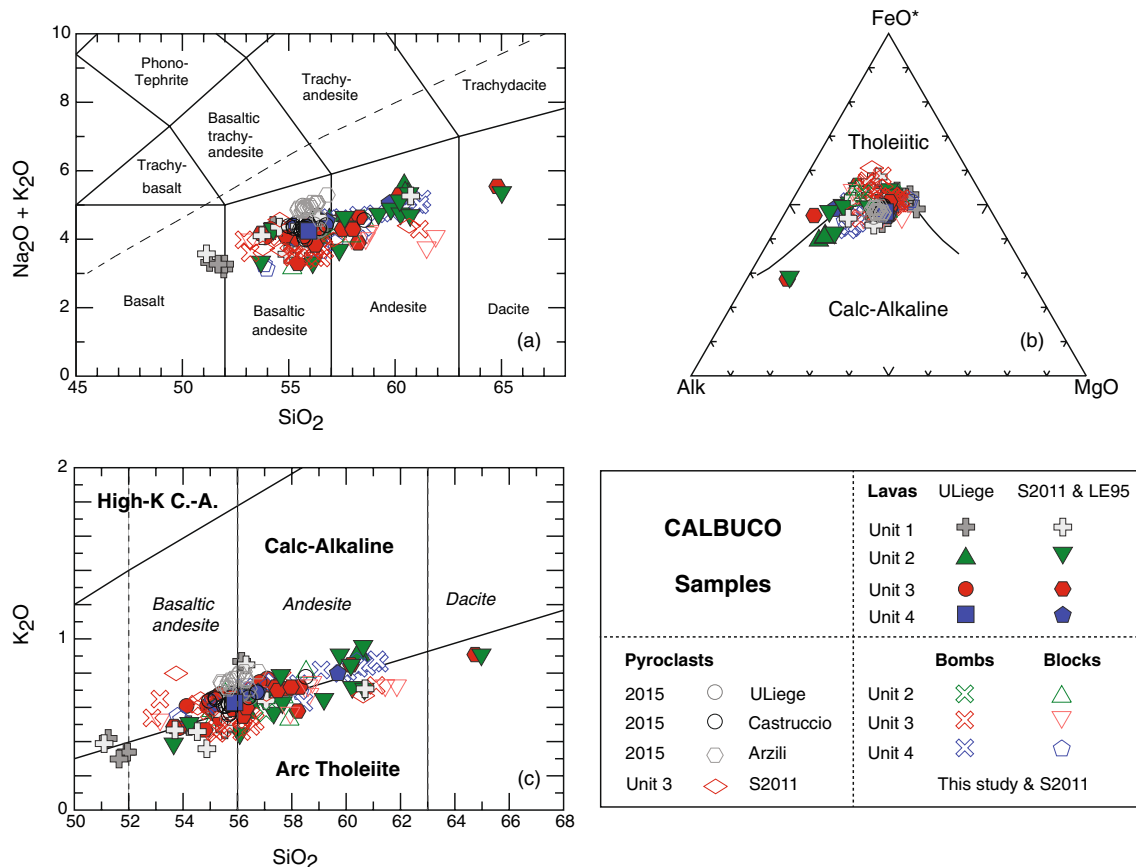 10
8
6
4
2
0
Na2O + K2O
45 50 55 60 65
SiO2
Phono-
Tephrite
Trachy-
andesite
Trachydacite
Basaltic
trachy-
andesite
Trachy-
basalt
Basalt
Basaltic
andesite
Andesite
Dacite
(a)
FeO*
Tholeiitic
Calc-Alkaline
(b)
Alk
MgO
2
1
0
K2O
High-K C.-A.
Calc-Alkaline
Basaltic
andesite
Andesite
Dacite
Arc Tholeiite
(c)
50 52 54 56 58 60 62 64 66 68
SiO2
CALBUCO
Samples
Lavas ULiege S2011 & LE95
Unit 1
Unit 2
Unit 3
Unit 4
Pyroclasts
2015 ULiege
2015 Castruccio
2015 Arzili
Unit 3 S2011
Bombs Blocks
Unit 2
Unit 3
Unit 4
This study & S2011